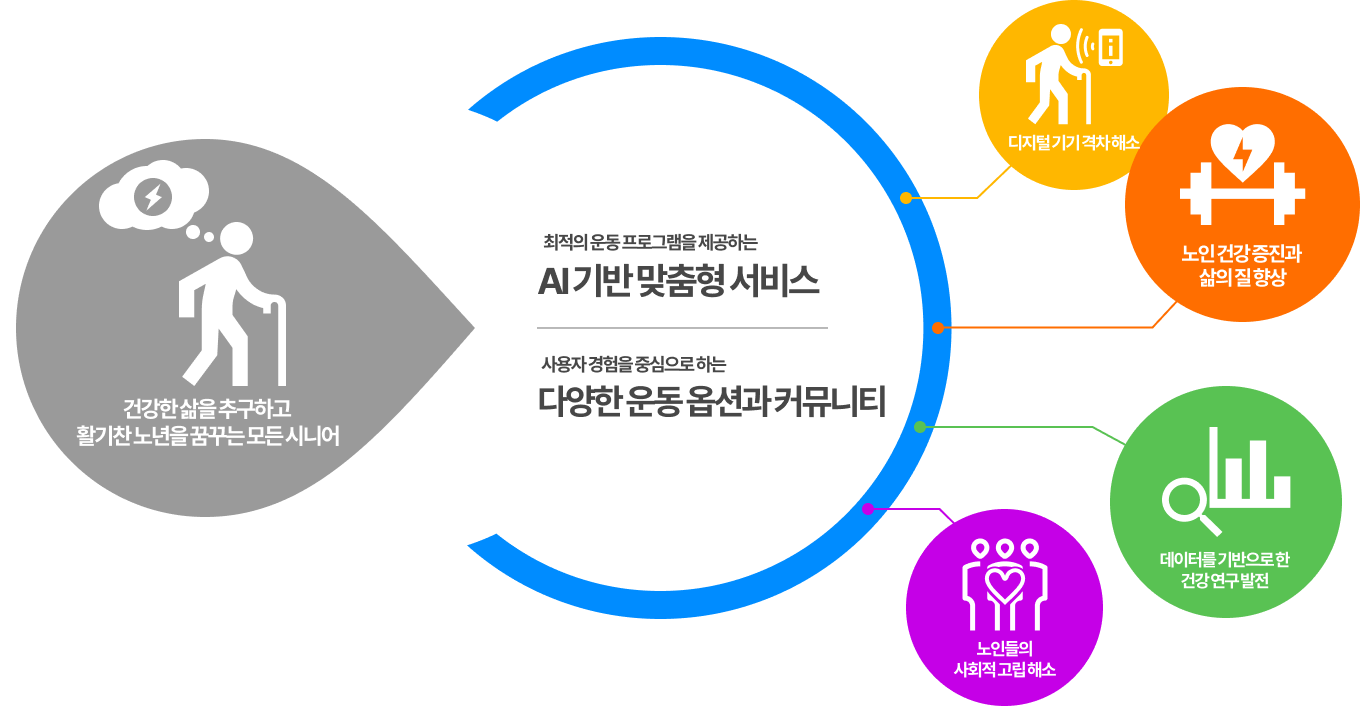 건강한 삶을 추구하고
활기찬 노년을 꿈꾸는 모든 시니어
최적의 운동 프로그램을 제공하는
AI 기반 맞춤형 서비스
사용자 경험을 중심으로 하는
다양한 운동 옵션과 커뮤니티
디지털 기기 격차 해소
노인 건강 증진과
삶의 질 향상
데이터를 기반으로 한
건강 연구 발전
노인들의
사회적 고립 해소